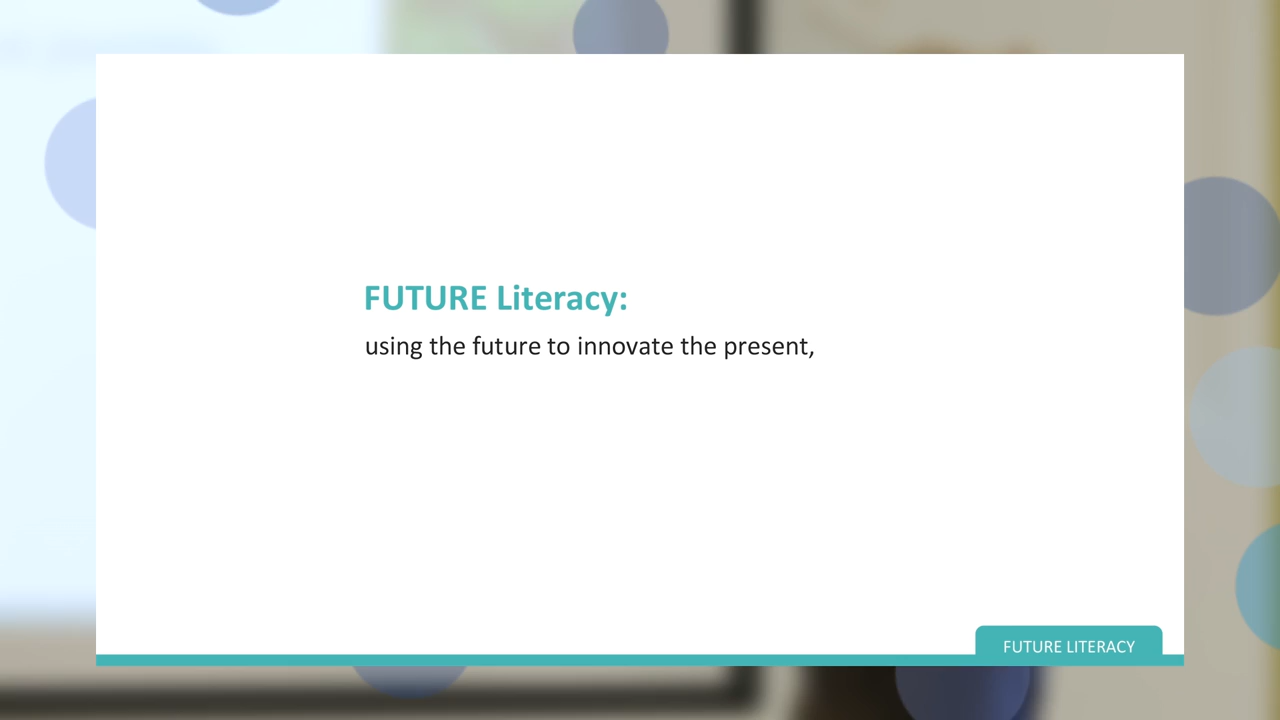 FUTURE Literacy:
using the future to innovate the present,
FUTURE LITERACY